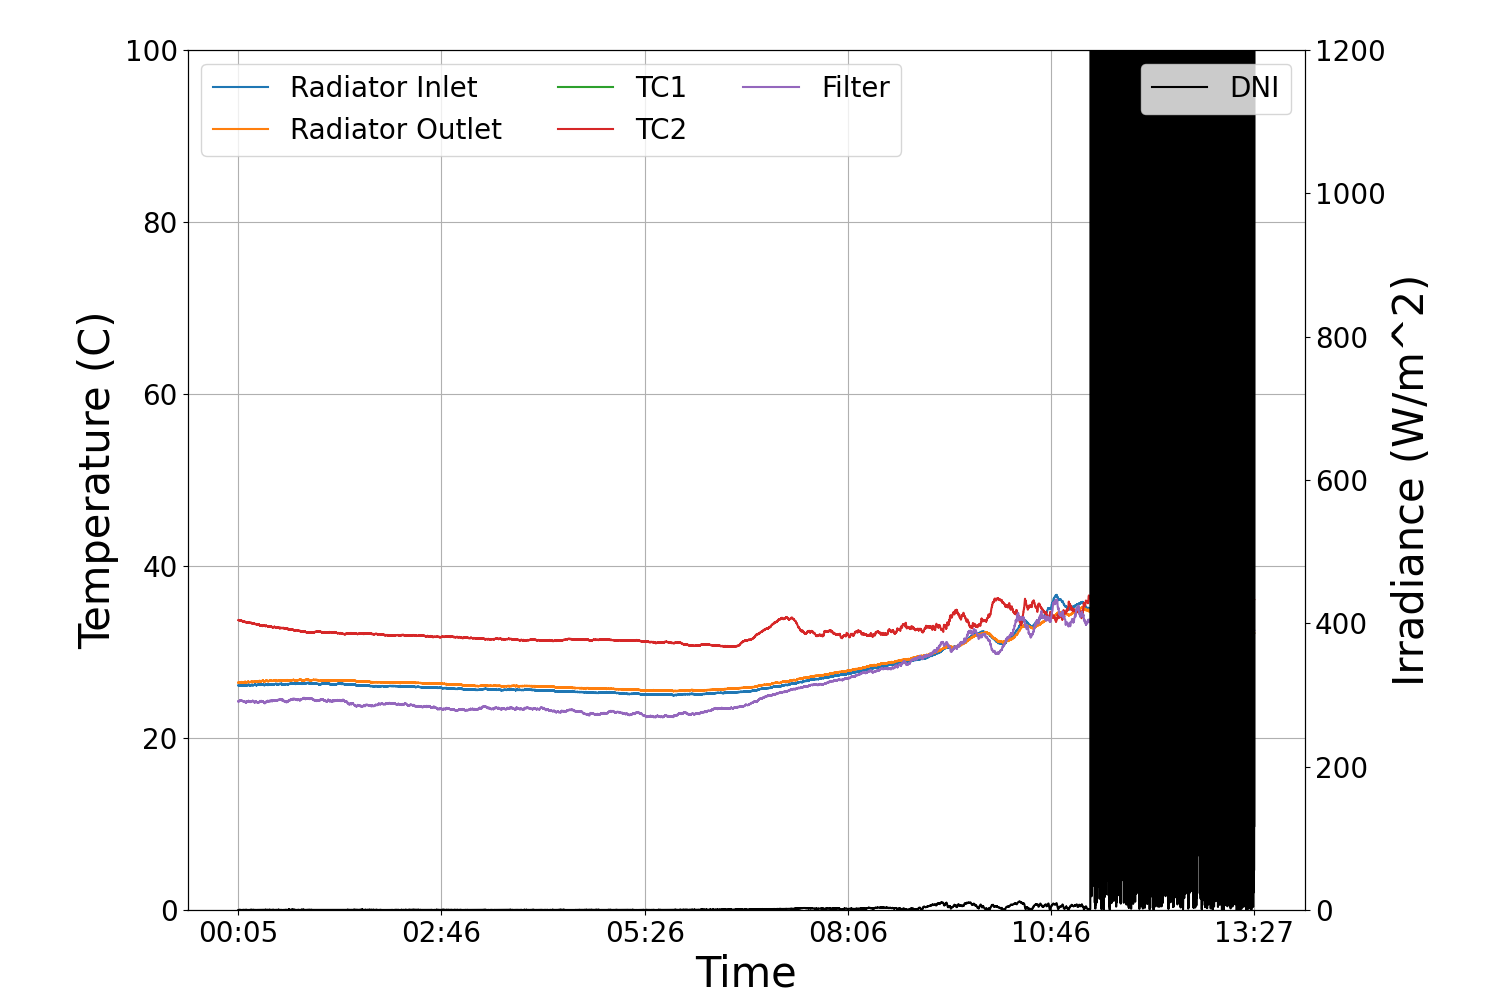 100
80
60
40
20
0
Temperature (C)
Radiator Inlet
Radiator Outlet
TC1
TC2
Filter
DNI
1200
1000
800
600
400
200
0
Irradiance (W/m^2)
00:05 02:46 05:26 08:06 10:46 13:27
Time